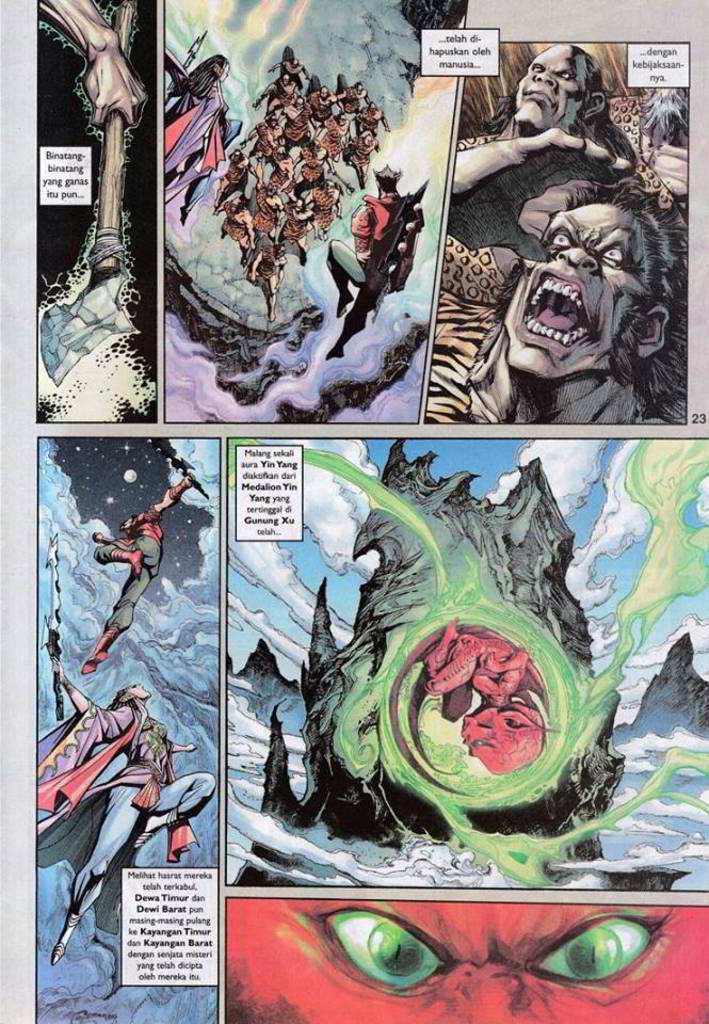 Binatang-
binatang
yang ganas
itu pun...
...telah di-
hapuskan oleh
manusia...
...dengan
kebijaksaan-
nya.
23
Melihat hasrat mereka
telah terkabul,
Dewa Timur dan
Dewi Barat pun
masing-masing pulang
ke Kayangan Timur
dan Kayangan Barat
dengan senjata misteri
yang telah dicipta
oleh mereka itu.
Malang sekali
aura Yin Yang
diaktifkan dari
Medalion Yin
Yang yang
tertinggal di
Gunung Xu
telah...